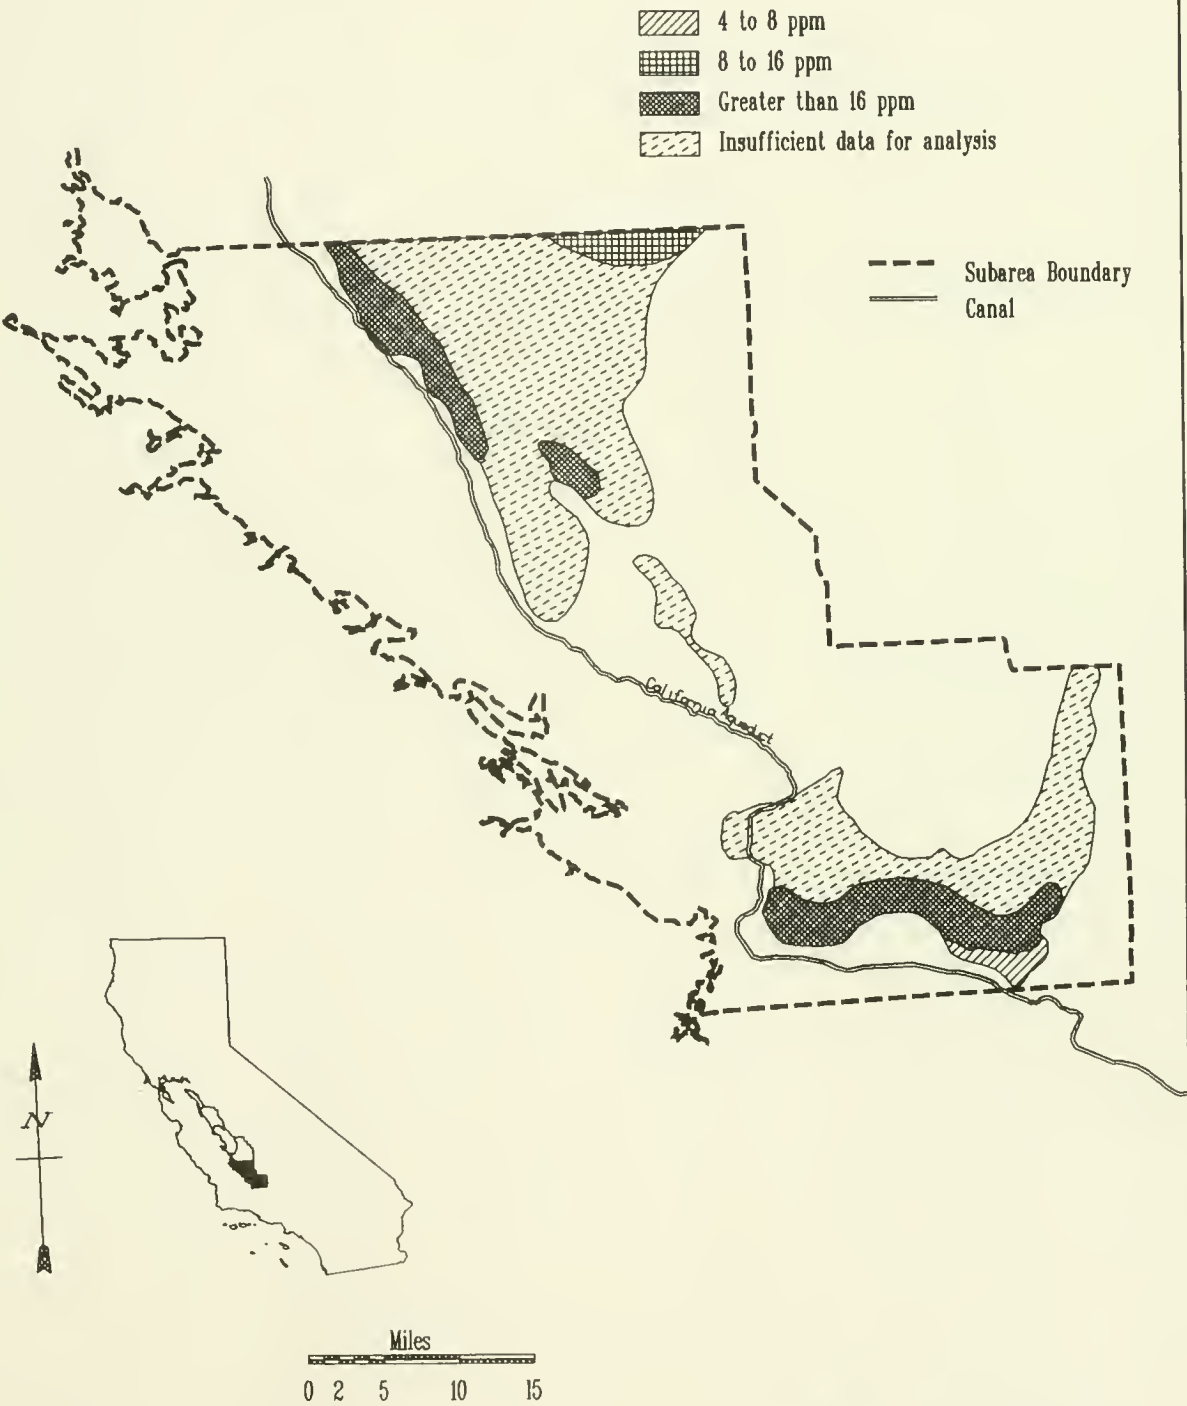 4 to 8 ppm
8 to 16 ppm
Greater than 16 ppm
Insufficient data for analysis
Subarea Boundary
Canal
California Aqueduct
N
Miles
0 2 5 10 15